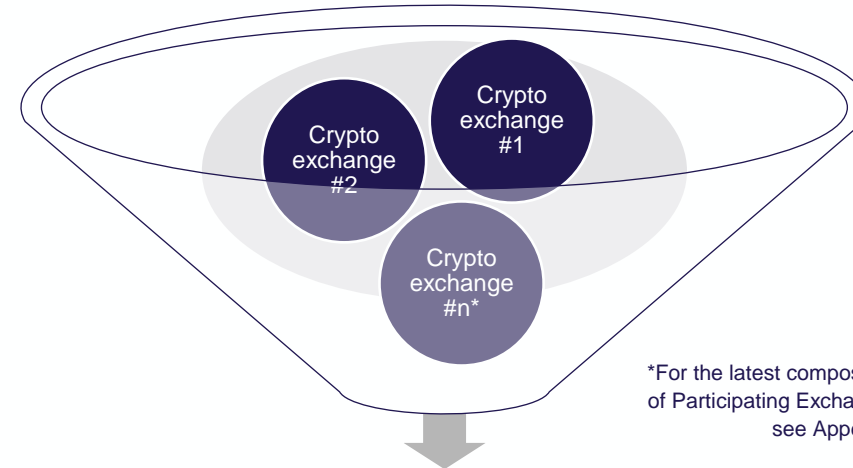 Crypto
exchange
#1
Crypto
exchange
#2
Crypto
exchange
#n*
*For the latest
of Participating
see